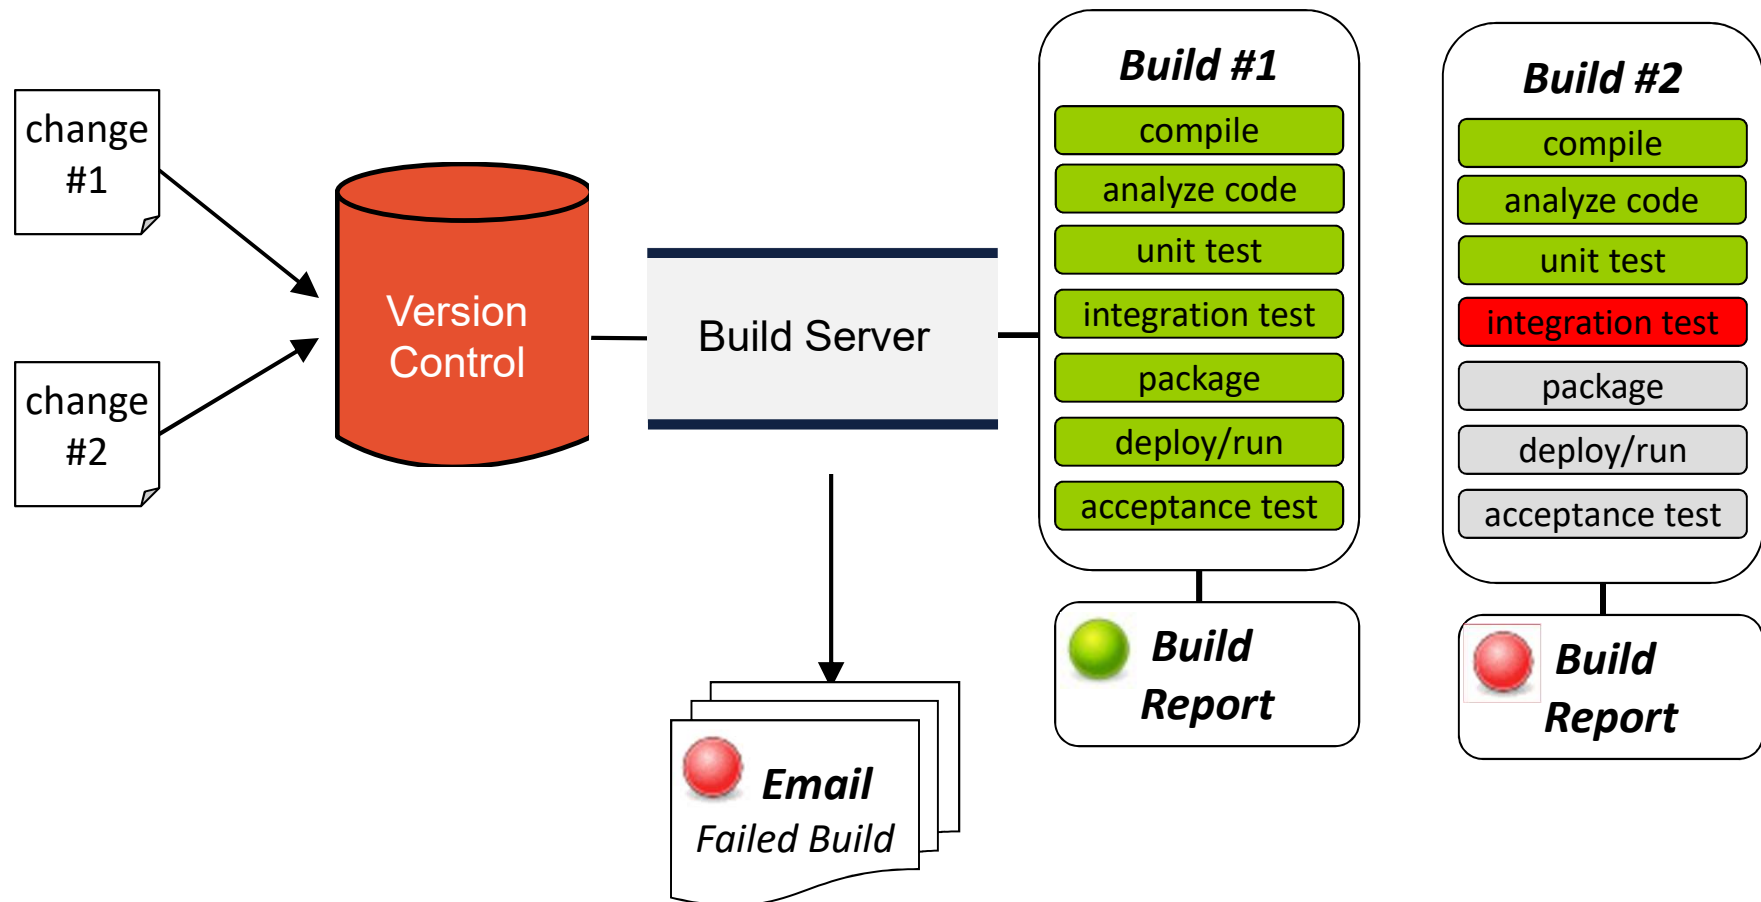 change
#1
change
#2
Version
Control
Build Server
Email
Failed Build
Build #1
compile
analyze code
unit test
integration test
package
deploy/run
acceptance test
Build
Report
Build #2
compile
analyze code
unit test
integration test
package
deploy/run
acceptance test
Build
Report